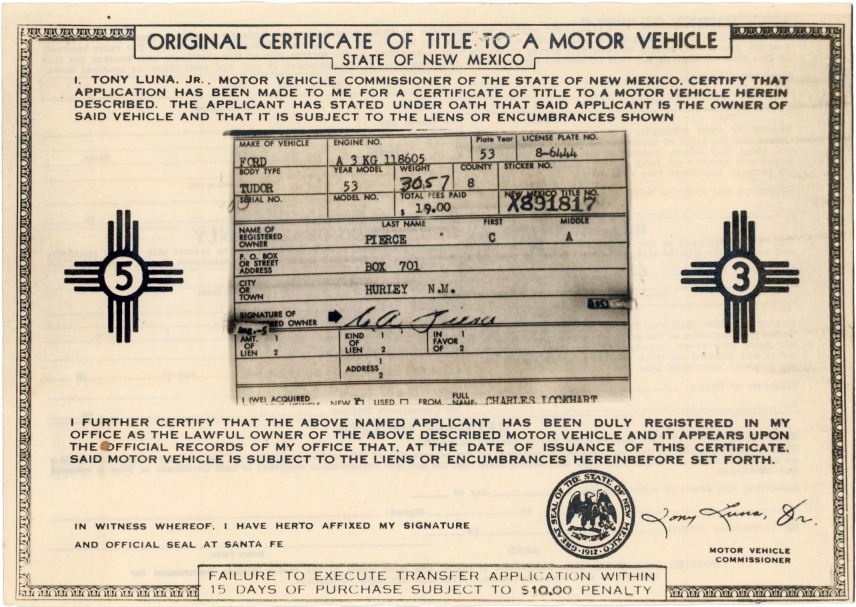 ORIGINAL CERTIFICATE OF TITLE TO A MOTOR VEHICLE
STATE OF NEW MEXICO
I, TONY LUNA, Jr., MOTOR VEHICLE COMMISSIONER OF THE STATE OF NEW MEXICO, CERTIFY THAT
APPLICATION HAS BEEN MADE TO ME FOR A CERTIFICATE OF TITLE TO A MOTOR VEHICLE HEREIN
DESCRIBED. THE APPLICANT HAS STATED UNDER OATH THAT SAID APPLICANT IS THE OWNER OF
SAID VEHICLE AND THAT IT IS SUBJECT TO THE LIENS OR ENCUMBRANCES SHOWN
MAKE OF VEHICLE ENGINE NO. Plate Year LICENSE PLATE NO.
FORD A 3 KG 118605 53 8-6444
BODY TYPE YEAR MODEL WEIGHT COUNTY STICKER NO.
TUDOR 53 3057 8
SERIAL NO. MODEL NO. TOTAL FEES PAID NEW MEXICO TITLE NO.
$ 19.00 X891817
LAST NAME FIRST MIDDLE
NAME OF
REGISTERED
OWNER
PIERCE C A
P. O. BOX
OR STREET
ADDRESS
BOX 701
CITY
OR
TOWN
HURLEY N.M.
SIGNATURE OF
OWNER
C A Pierce
AMT. 1
OF
LIEN 2
KIND 1
OF
LIEN 2
IN 1
FAVOR
OF 2
ADDRESS 1
2
I (WE) ACQUIRED
NEW X USED FROM FULL NAME CHARLES LOCKHART
5
3
I FURTHER CERTIFY THAT THE ABOVE NAMED APPLICANT HAS BEEN DULY REGISTERED IN MY
OFFICE AS THE LAWFUL OWNER OF THE ABOVE DESCRIBED MOTOR VEHICLE AND IT APPEARS UPON
THE OFFICIAL RECORDS OF MY OFFICE THAT, AT THE DATE OF ISSUANCE OF THIS CERTIFICATE,
SAID MOTOR VEHICLE IS SUBJECT TO THE LIENS OR ENCUMBRANCES HEREINBEFORE SET FORTH.
IN WITNESS WHEREOF, I HAVE HERTO AFFIXED MY SIGNATURE
AND OFFICIAL SEAL AT SANTA FE
GREAT SEAL OF THE STATE OF NEW MEXICO
1912
Tony Luna, Jr.
MOTOR VEHICLE
COMMISSIONER
FAILURE TO EXECUTE TRANSFER APPLICATION WITHIN
15 DAYS OF PURCHASE SUBJECT TO $10.00 PENALTY